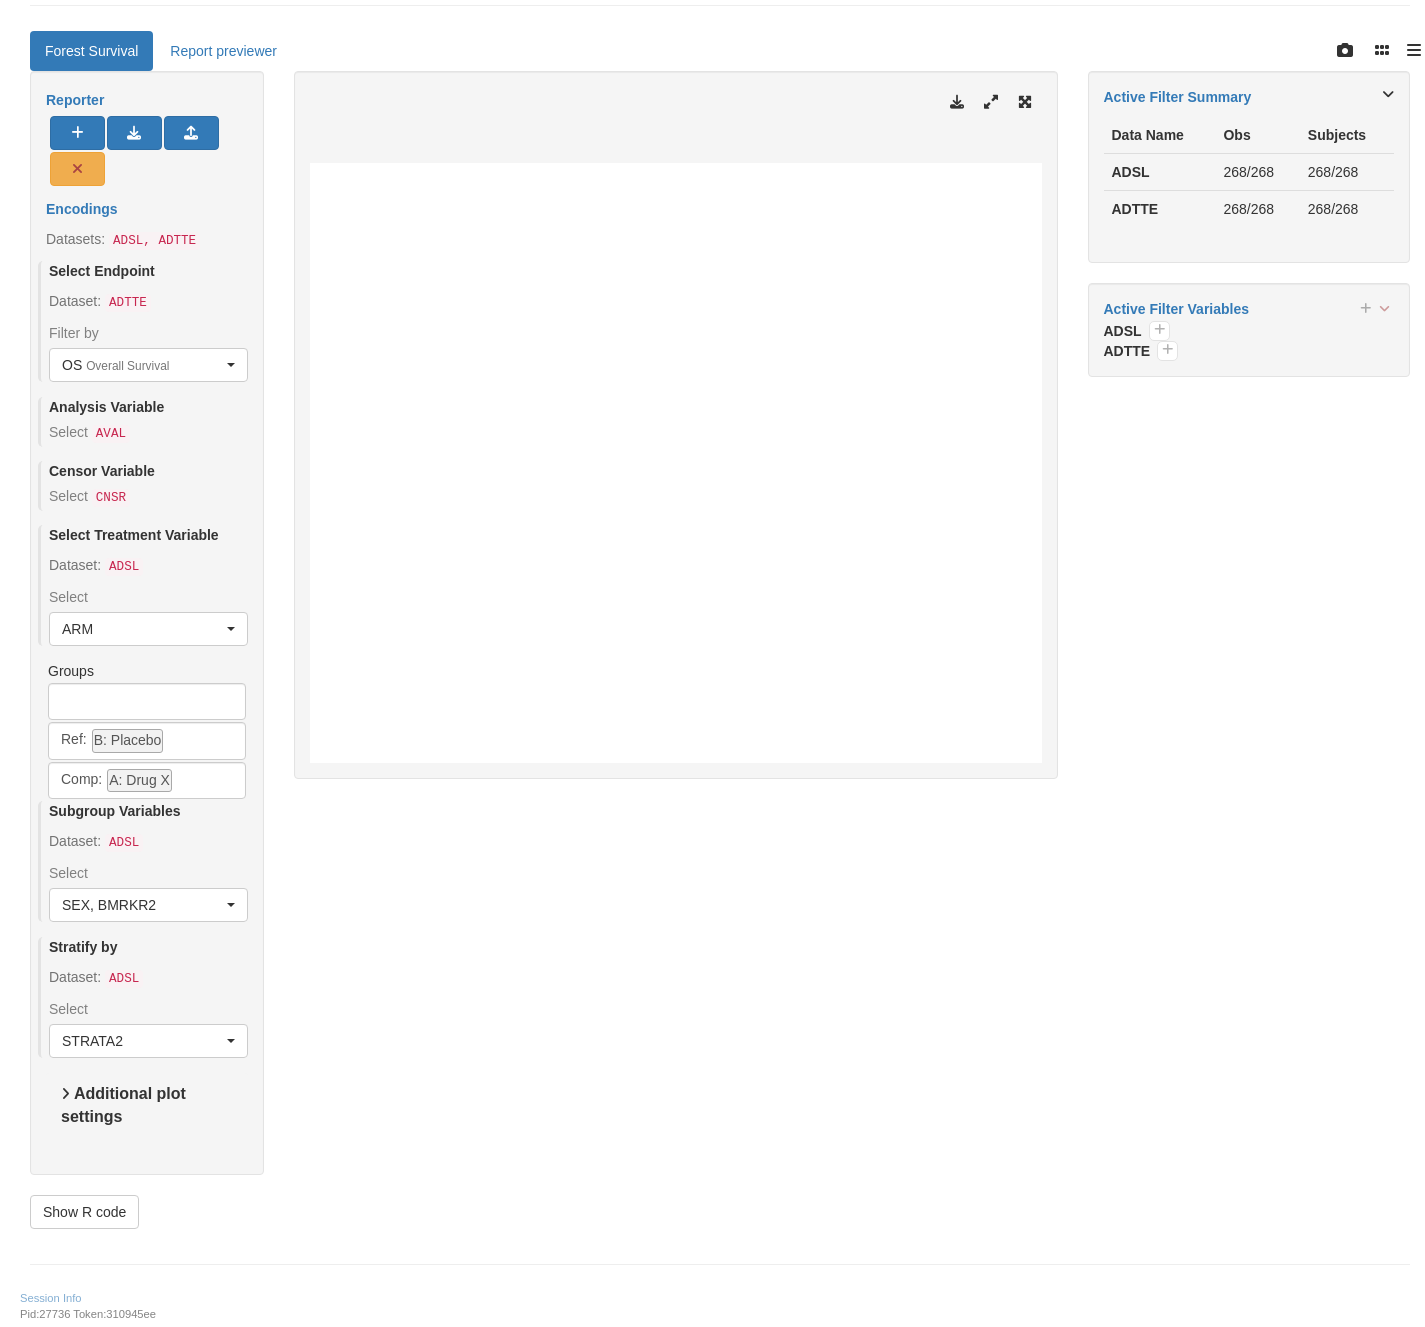 Forest Survival
Report previewer
Reporter
Encodings
Datasets: ADSL, ADTTE
Select Endpoint
Dataset: ADTTE
Filter by
OS Overall Survival
Analysis Variable
Select AVAL
Censor Variable
Select CNSR
Select Treatment Variable
Dataset: ADSL
Select
ARM
Groups
Ref: B: Placebo
Comp: A: Drug X
Subgroup Variables
Dataset: ADSL
Select
SEX, BMRKR2
Stratify by
Dataset: ADSL
Select
STRATA2
Additional plot
settings
Show R code
Active Filter Summary
Data Name Obs Subjects
ADSL 268/268 268/268
ADTTE 268/268 268/268
Active Filter Variables
ADSL
ADTTE
Session Info
Pid:27736 Token:310945ee